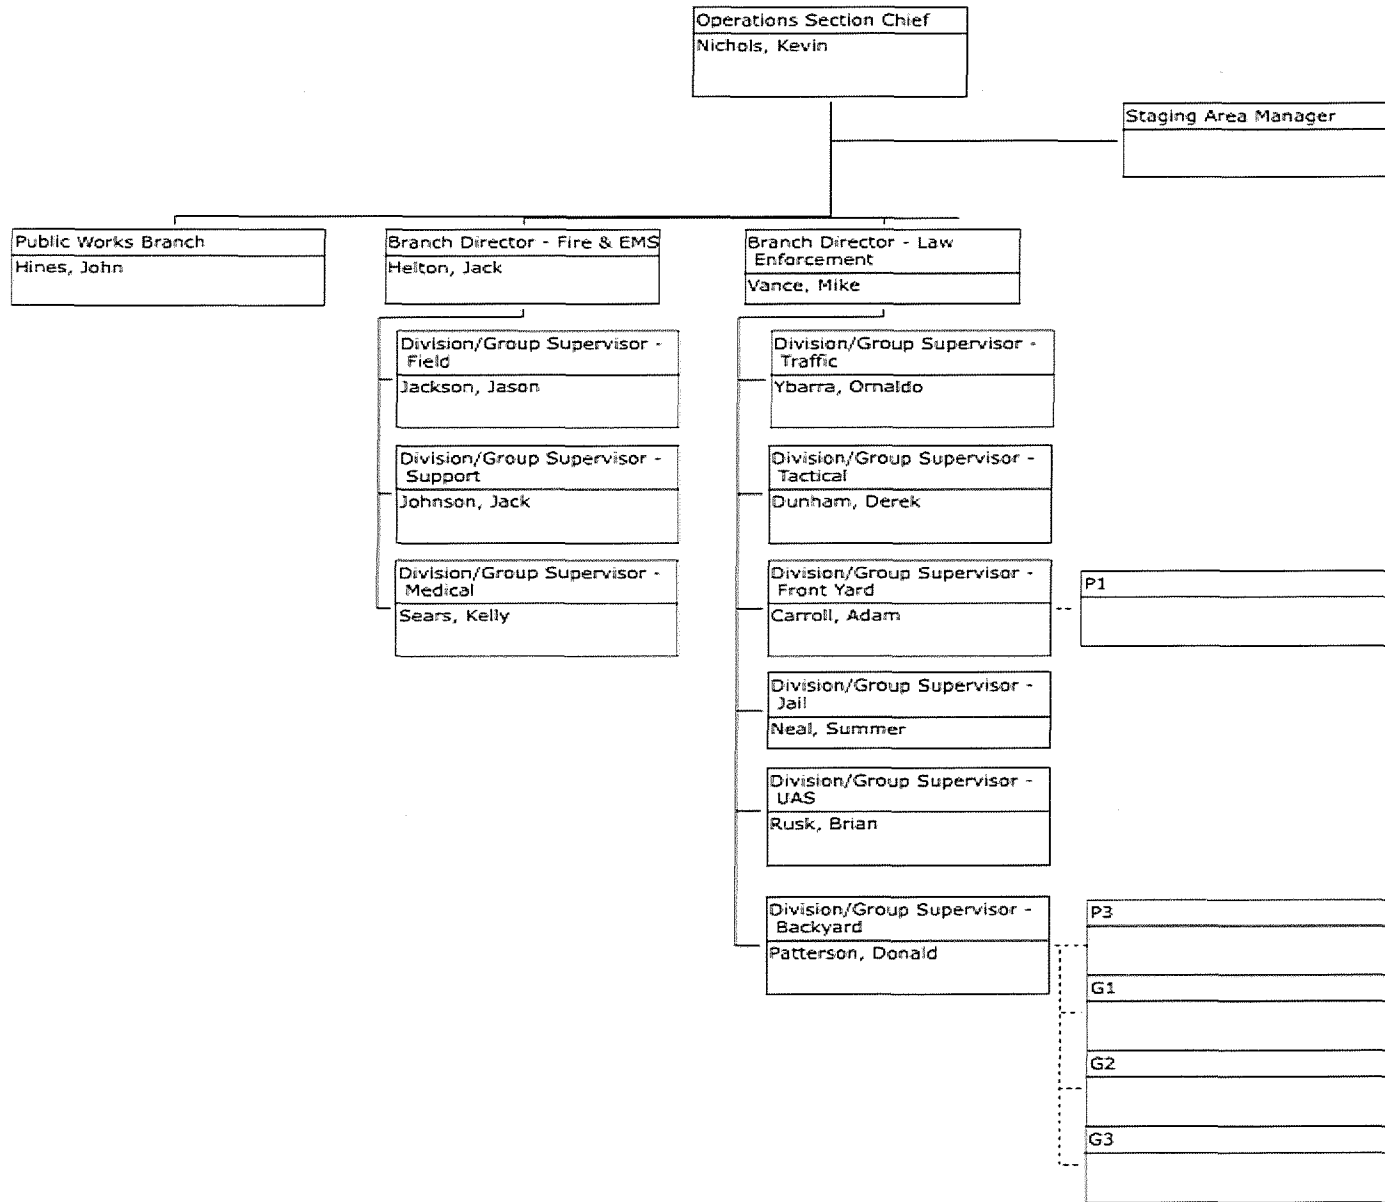 Operations Section Chief
Nichols, Kevin
Staging Area Manager
Public Works Branch
Hines, John
Branch Director - Fire & EMS
Helton, Jack
Branch Director - Law
Enforcement
Vance, Mike
Division/Group Supervisor -
Field
Jackson, Jason
Division/Group Supervisor -
Support
Johnson, Jack
Division/Group Supervisor -
Medical
Sears, Kelly
Division/Group Supervisor -
Traffic
Ybarra, Ornaldo
Division/Group Supervisor -
Tactical
Dunham, Derek
Division/Group Supervisor -
Front Yard
Carroll, Adam
P1
Division/Group Supervisor -
Jail
Neal, Summer
Division/Group Supervisor -
UAS
Rusk, Brian
Division/Group Supervisor -
Backyard
Patterson, Donald
P3
G1
G2
G3